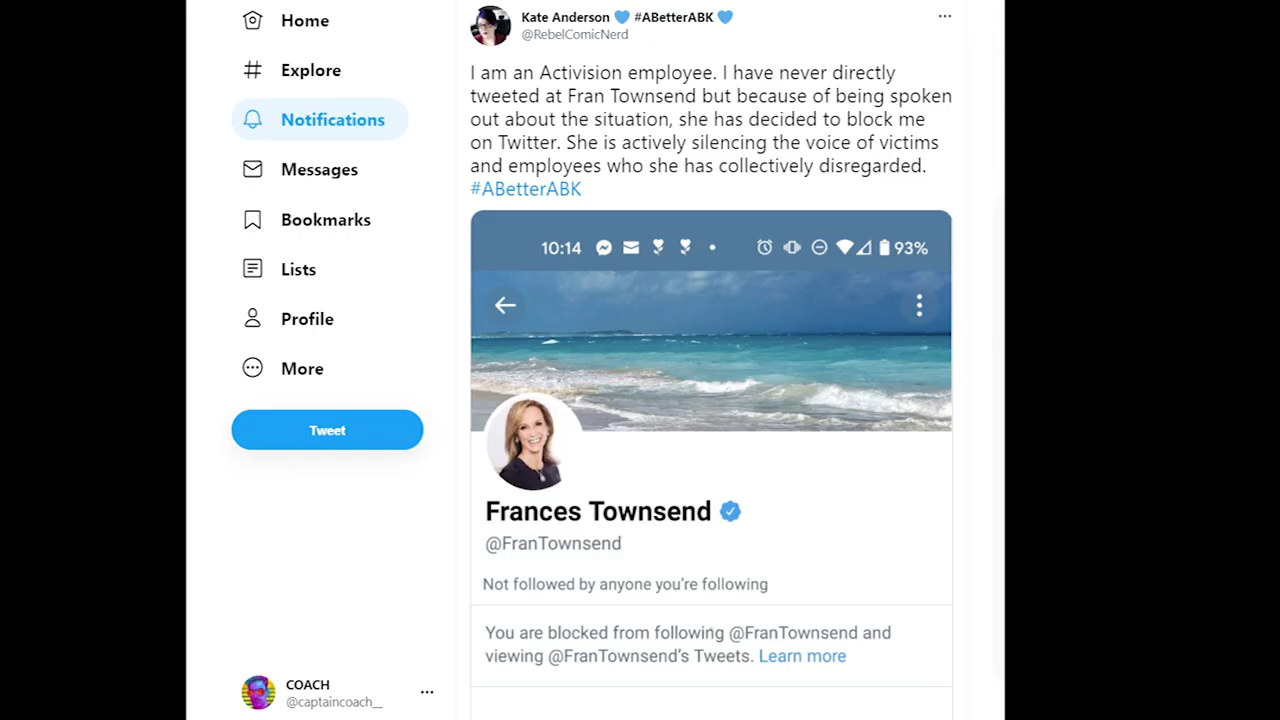 Home
Explore
Notifications
Messages
Bookmarks
Lists
Profile
More
Tweet
COACH
@captaincoach__
Kate Anderson 💙 #ABetterABK 💙
@RebelComicNerd
I am an Activision employee. I have never directly
tweeted at Fran Townsend but because of being spoken
out about the situation, she has decided to block me
on Twitter. She is actively silencing the voice of victims
and employees who she has collectively disregarded.
#ABetterABK
10:14 93%
Frances Townsend
@FranTownsend
Not followed by anyone you’re following
You are blocked from following @FranTownsend and
viewing @FranTownsend’s Tweets. Learn more